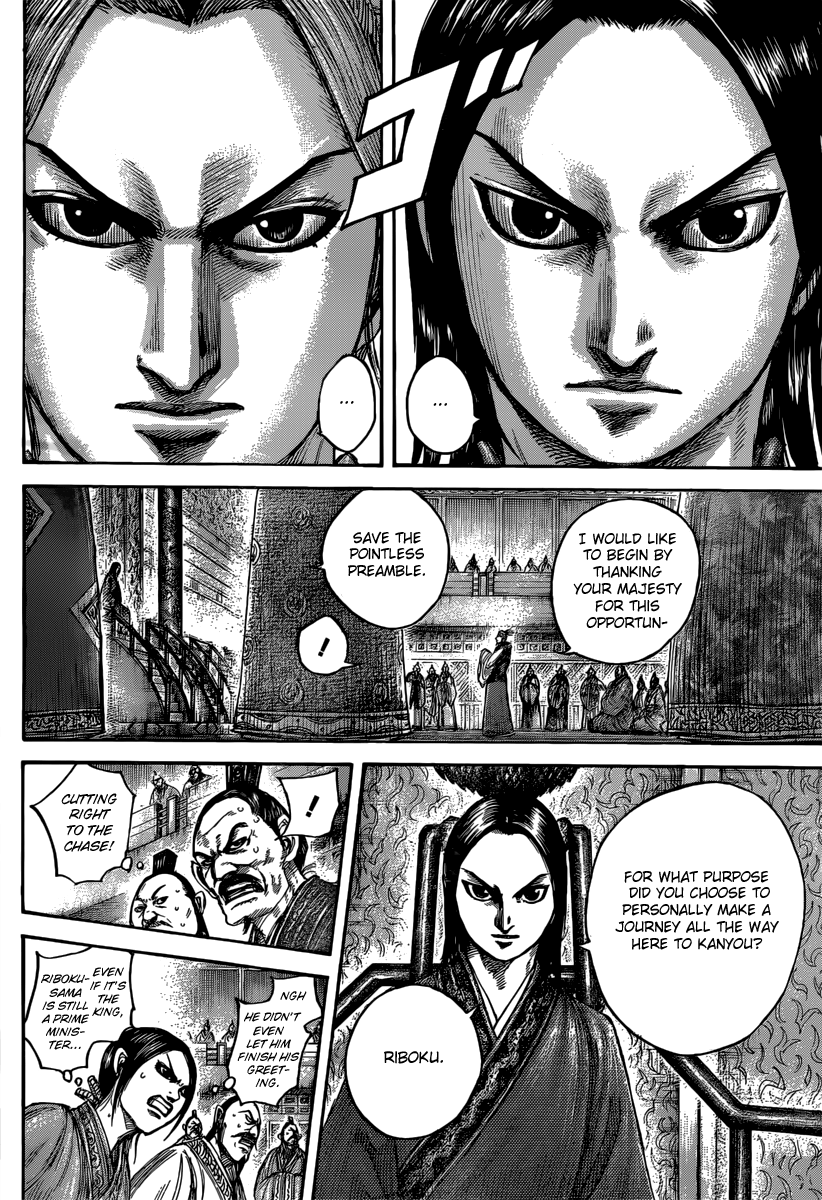 ゴ
...
...
I WOULD LIKE
TO BEGIN BY
THANKING
YOUR MAJESTY
FOR THIS
OPPORTUN-
SAVE THE
POINTLESS
PREAMBLE.
!
FOR WHAT PURPOSE
DID YOU CHOOSE TO
PERSONALLY MAKE A
JOURNEY ALL THE WAY
HERE TO KANYOU?
RIBOKU.
!
CUTTING
RIGHT
TO THE
CHASE!
NGH
HE DIDN'T
EVEN
LET HIM
FINISH HIS
GREET-
ING.
EVEN
IF IT'S
THE
KING,
RIBOKU-
SAMA
IS STILL
A PRIME
MINIS-
TER...